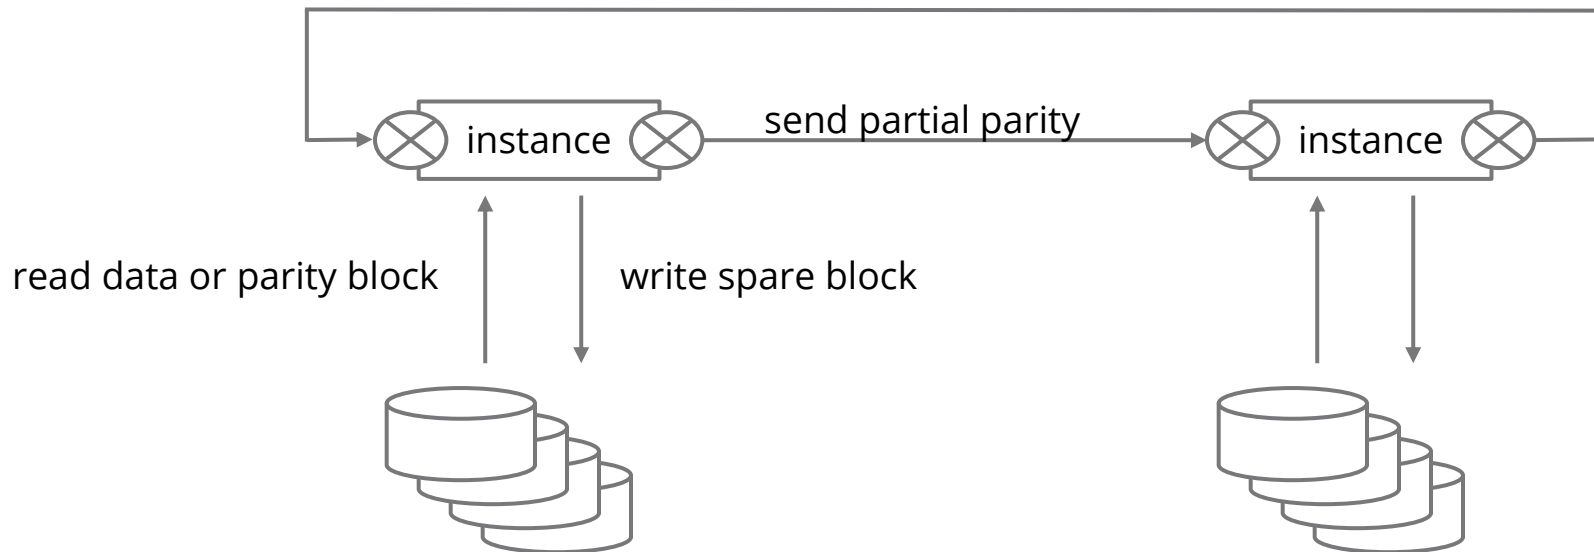 send partial parity
instance
instance
read data or parity block
write spare block